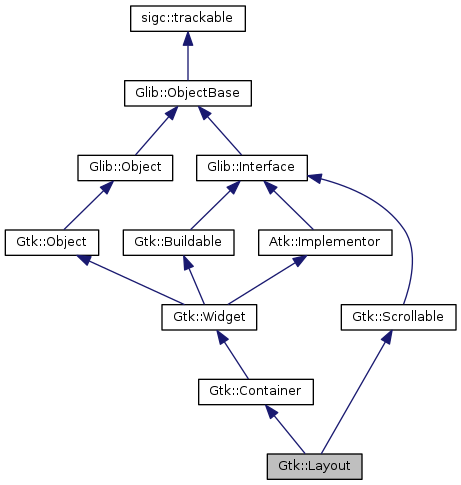 sigc::trackable
Glib::ObjectBase
Glib::Object
Glib::Interface
Gtk::Object
Gtk::Buildable
Atk::Implementor
Gtk::Widget
Gtk::Scrollable
Gtk::Container
Gtk::Layout